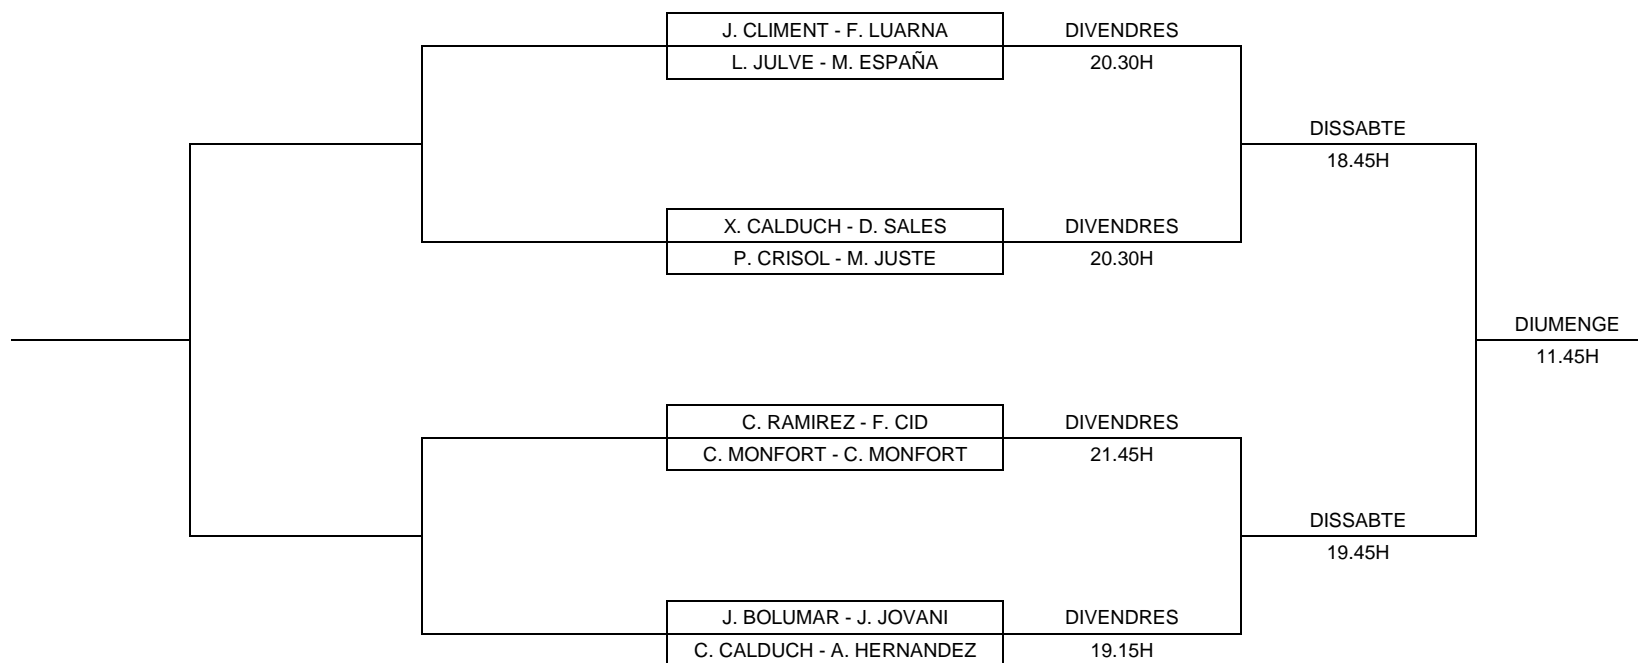 J. CLIMENT - F. LUARNA DIVENDRES
L. JULVE - M. ESPAÑA 20.30H
DISSABTE
18.45H
X. CALDUCH - D. SALES DIVENDRES
P. CRISOL - M. JUSTE 20.30H
DIUMENGE
11.45H
C. RAMIREZ - F. CID DIVENDRES
C. MONFORT - C. MONFORT 21.45H
DISSABTE
19.45H
J. BOLUMAR - J. JOVANI DIVENDRES
C. CALDUCH - A. HERNANDEZ 19.15H